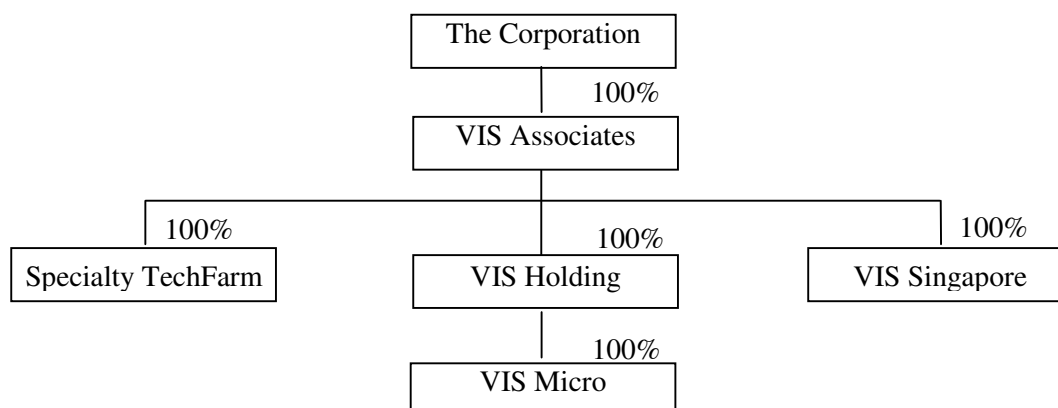 The Corporation
100%
VIS Associates
100%
100%
100%
Specialty TechFarm
VIS Holding
VIS Singapore
100%
VIS Micro